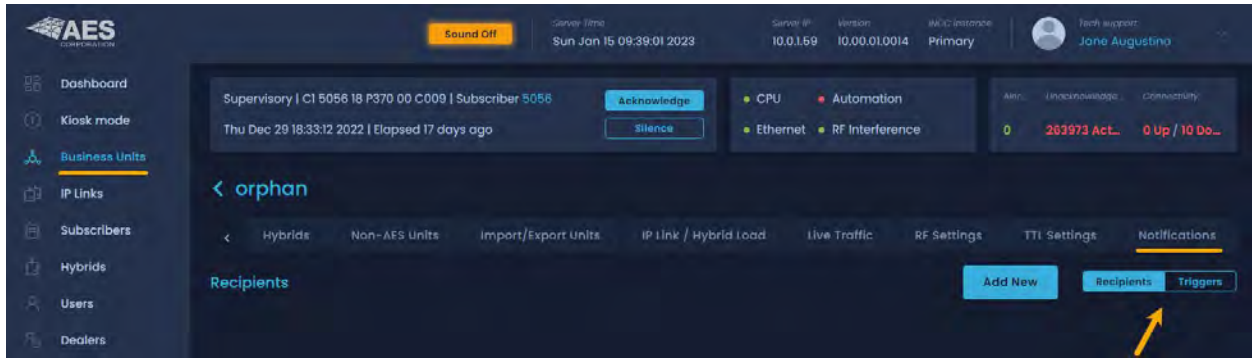 AES
CORPORATION
Sound Off
Server Time
Sun Jan 15 09:39:01 2023
Server IP
10.0.1.59
Version
10.00.01.0014
MCC Instance
Primary
Tech support
Jane Augustino
Dashboard
Kiosk mode
Business Units
IP Links
Subscribers
Hybrids
Users
Dealers
Supervisory | C1 5056 18 P370 00 C009 | Subscriber 5056
Acknowledge
Thu Dec 29 18:33:12 2022 | Elapsed 17 days ago
Silence
CPU
Automation
Ethernet
RF Interference
0
263973 Act...
Connectivity
0 Up / 10 Do...
< orphan
< Hybrids Non-AES Units Import/Export Units IP Link / Hybrid Load Live Traffic RF Settings TTL Settings Notifications
Recipients
Add New
Recipients Triggers